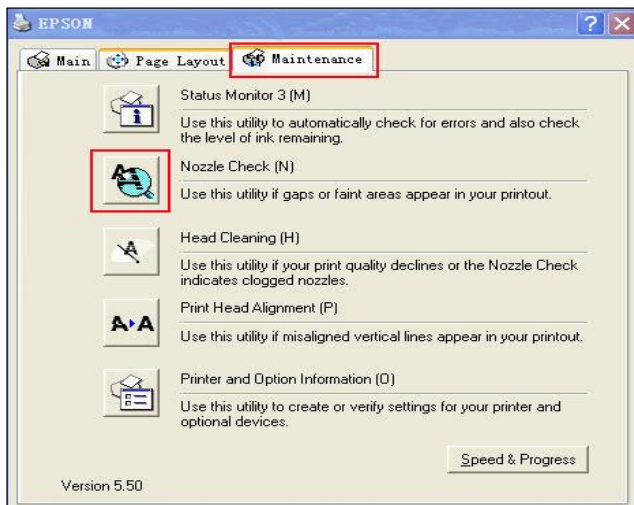 EPSON
Main
Page Layout
Maintenance
Status Monitor 3 (M)
Use this utility to automatically check for errors and also check
the level of ink remaining.
Nozzle Check (N)
Use this utility if gaps or faint areas appear in your printout.
Head Cleaning (H)
Use this utility if your print quality declines or the Nozzle Check
indicates clogged nozzles.
Print Head Alignment (P)
Use this utility if misaligned vertical lines appear in your printout.
Printer and Option Information (O)
Use this utility to create or verify settings for your printer and
optional devices.
Speed & Progress
Version 5.50